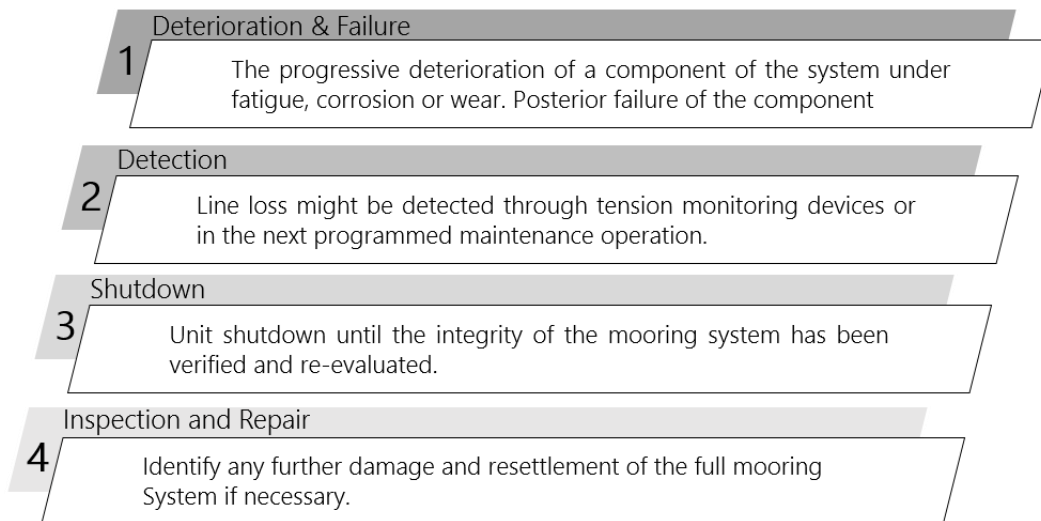 Deterioration & Failure
1
The progressive deterioration of a component of the system under
fatigue, corrosion or wear. Posterior failure of the component
Detection
2
Line loss might be detected through tension monitoring devices or
in the next programmed maintenance operation.
Shutdown
3
Unit shutdown until the integrity of the mooring system has been
verified and re-evaluated.
Inspection and Repair
4
Identify any further damage and resettlement of the full mooring
System if necessary.